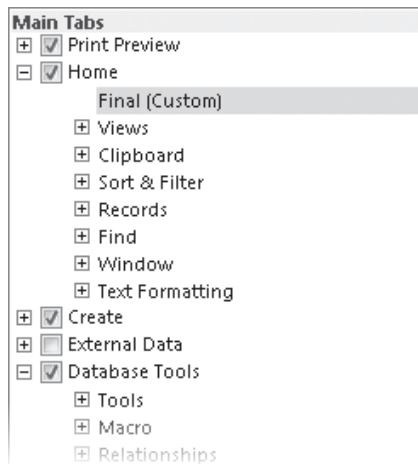 Main Tabs
Print Preview
Home
Final (Custom)
Views
Clipboard
Sort & Filter
Records
Find
Window
Text Formatting
Create
External Data
Database Tools
Tools
Macro
Relationships